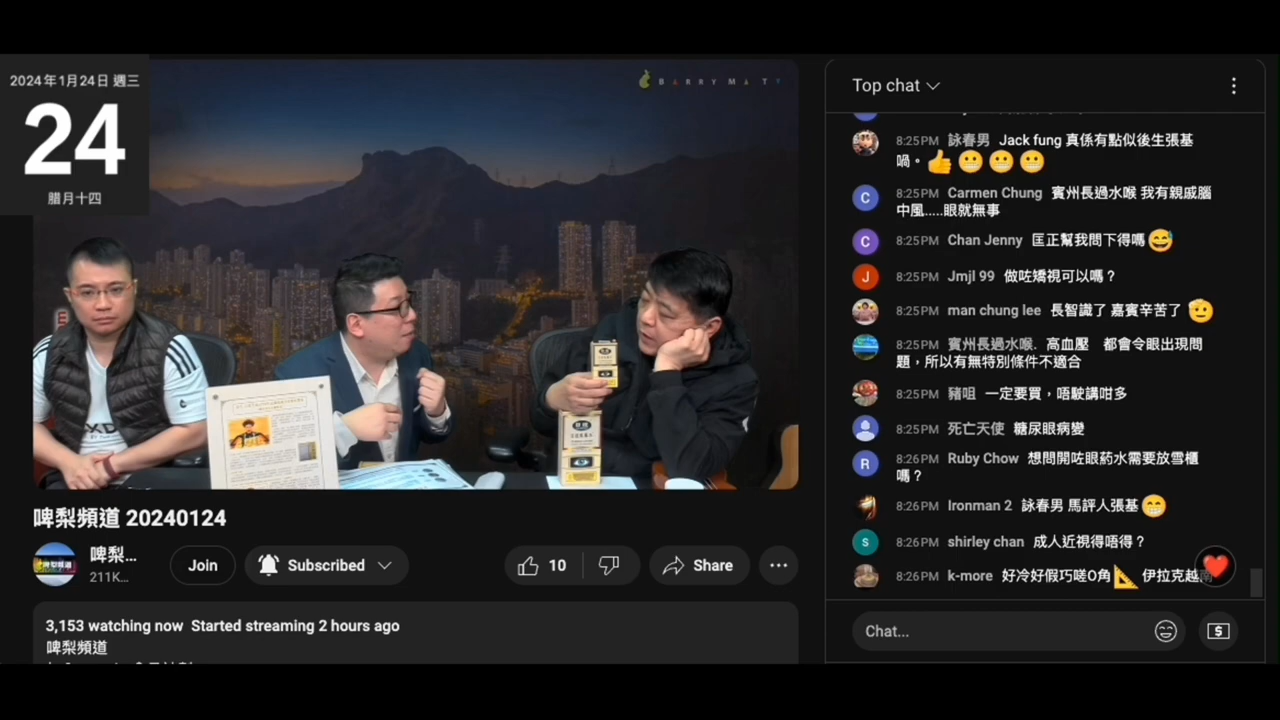 2024年1月24日 週三
24
臘月十四
BARRY MA TY
啤梨頻道 20240124
啤梨...
211K...
Join
Subscribed
10
Share
3,153 watching now Started streaming 2 hours ago
啤梨頻道
Top chat
8:25PM 詠春男 Jack fung 真係有點似後生張基
喎。👍😬😬😬
8:25PM Carmen Chung 賓州長過水喉 我有親戚腦
中風.....眼就無事
8:25PM Chan Jenny 匡正幫我問下得嗎😅
8:25PM Jmjl 99 做咗矯視可以嗎？
8:25PM man chung lee 長智識了 嘉賓辛苦了 🫡
8:25PM 賓州長過水喉. 高血壓 都會令眼出現問
題，所以有無特別條件不適合
8:25PM 豬咀 一定要買，唔駛講咁多
8:25PM 死亡天使 糖尿眼病變
8:26PM Ruby Chow 想問開咗眼葯水需要放雪櫃
嗎？
8:26PM Ironman 2 詠春男 馬評人張基😁
8:26PM shirley chan 成人近視得唔得？
8:26PM k-more 好冷好假巧嗟O角📐伊拉克越南
Chat...